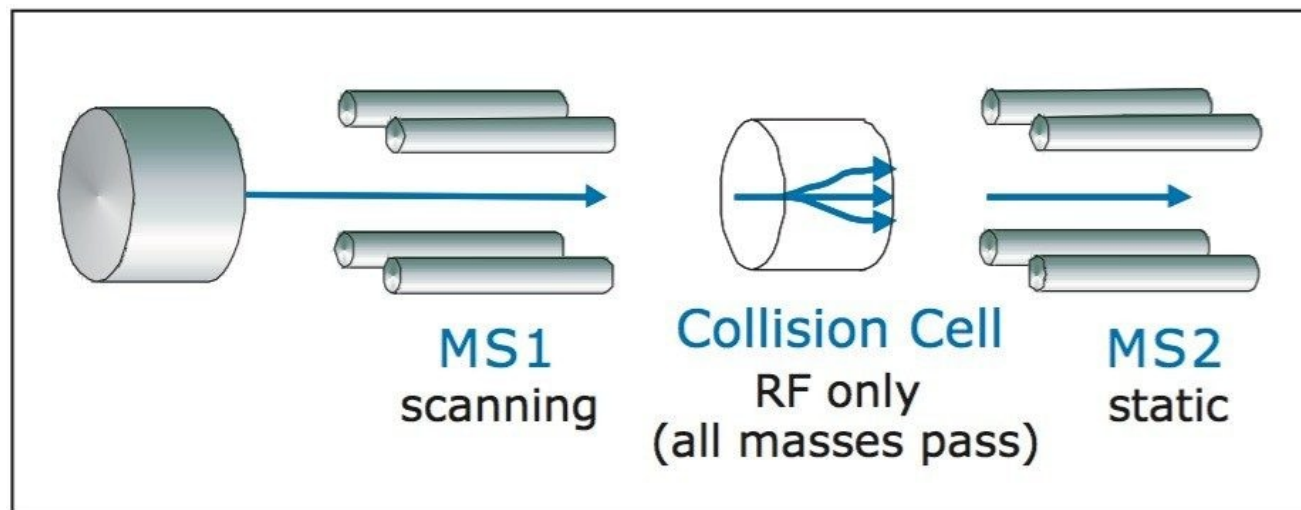 MS1
scanning
Collision Cell
RF only
(all masses pass)
MS2
static